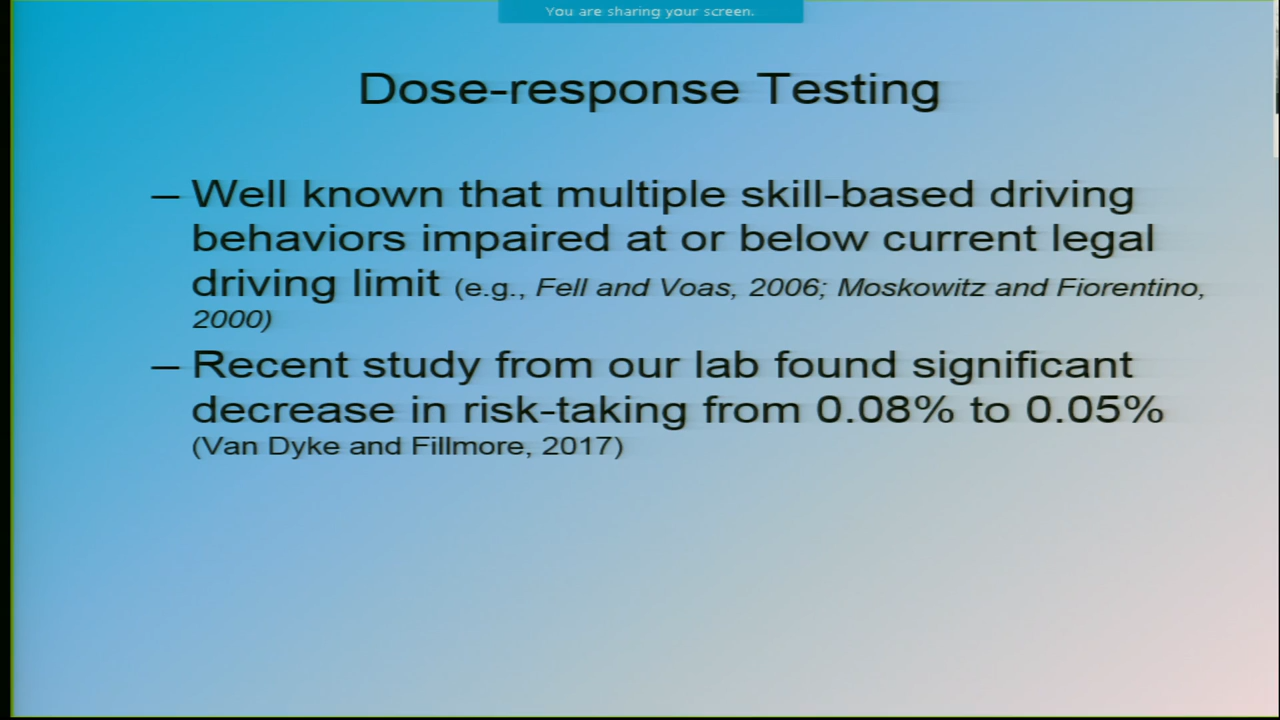 You are sharing your screen.
Dose-response Testing
– Well known that multiple skill-based driving
behaviors impaired at or below current legal
driving limit (e.g., Fell and Voas, 2006; Moskowitz and Fiorentino,
2000)
– Recent study from our lab found significant
decrease in risk-taking from 0.08% to 0.05%
(Van Dyke and Fillmore, 2017)